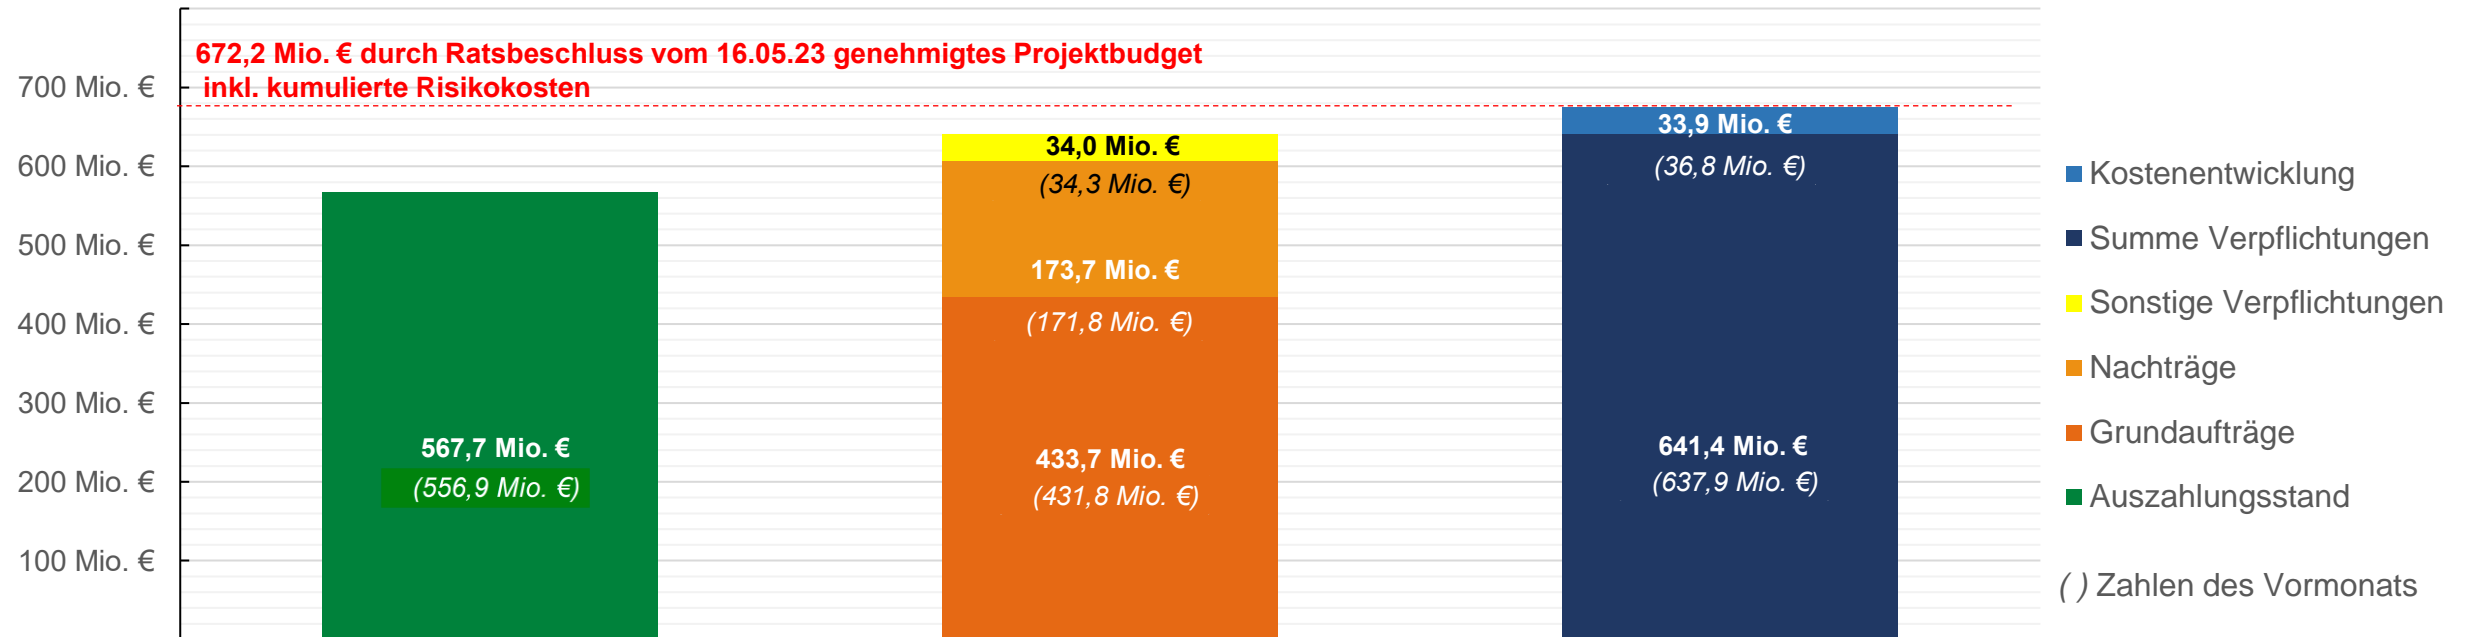 672,2 Mio. € durch Ratsbeschluss vom 16.05.23 genehmigtes Projektbudget
inkl. kumulierte Risikokosten
700 Mio. €
600 Mio. €
500 Mio. €
400 Mio. €
300 Mio. €
200 Mio. €
100 Mio. €
567,7 Mio. €
(556,9 Mio. €)
34,0 Mio. €
(34,3 Mio. €)
173,7 Mio. €
(171,8 Mio. €)
433,7 Mio. €
(431,8 Mio. €)
33,9 Mio. €
(36,8 Mio. €)
641,4 Mio. €
(637,9 Mio. €)
Kostenentwicklung
Summe Verpflichtungen
Sonstige Verpflichtungen
Nachträge
Grundaufträge
Auszahlungsstand
( ) Zahlen des Vormonats